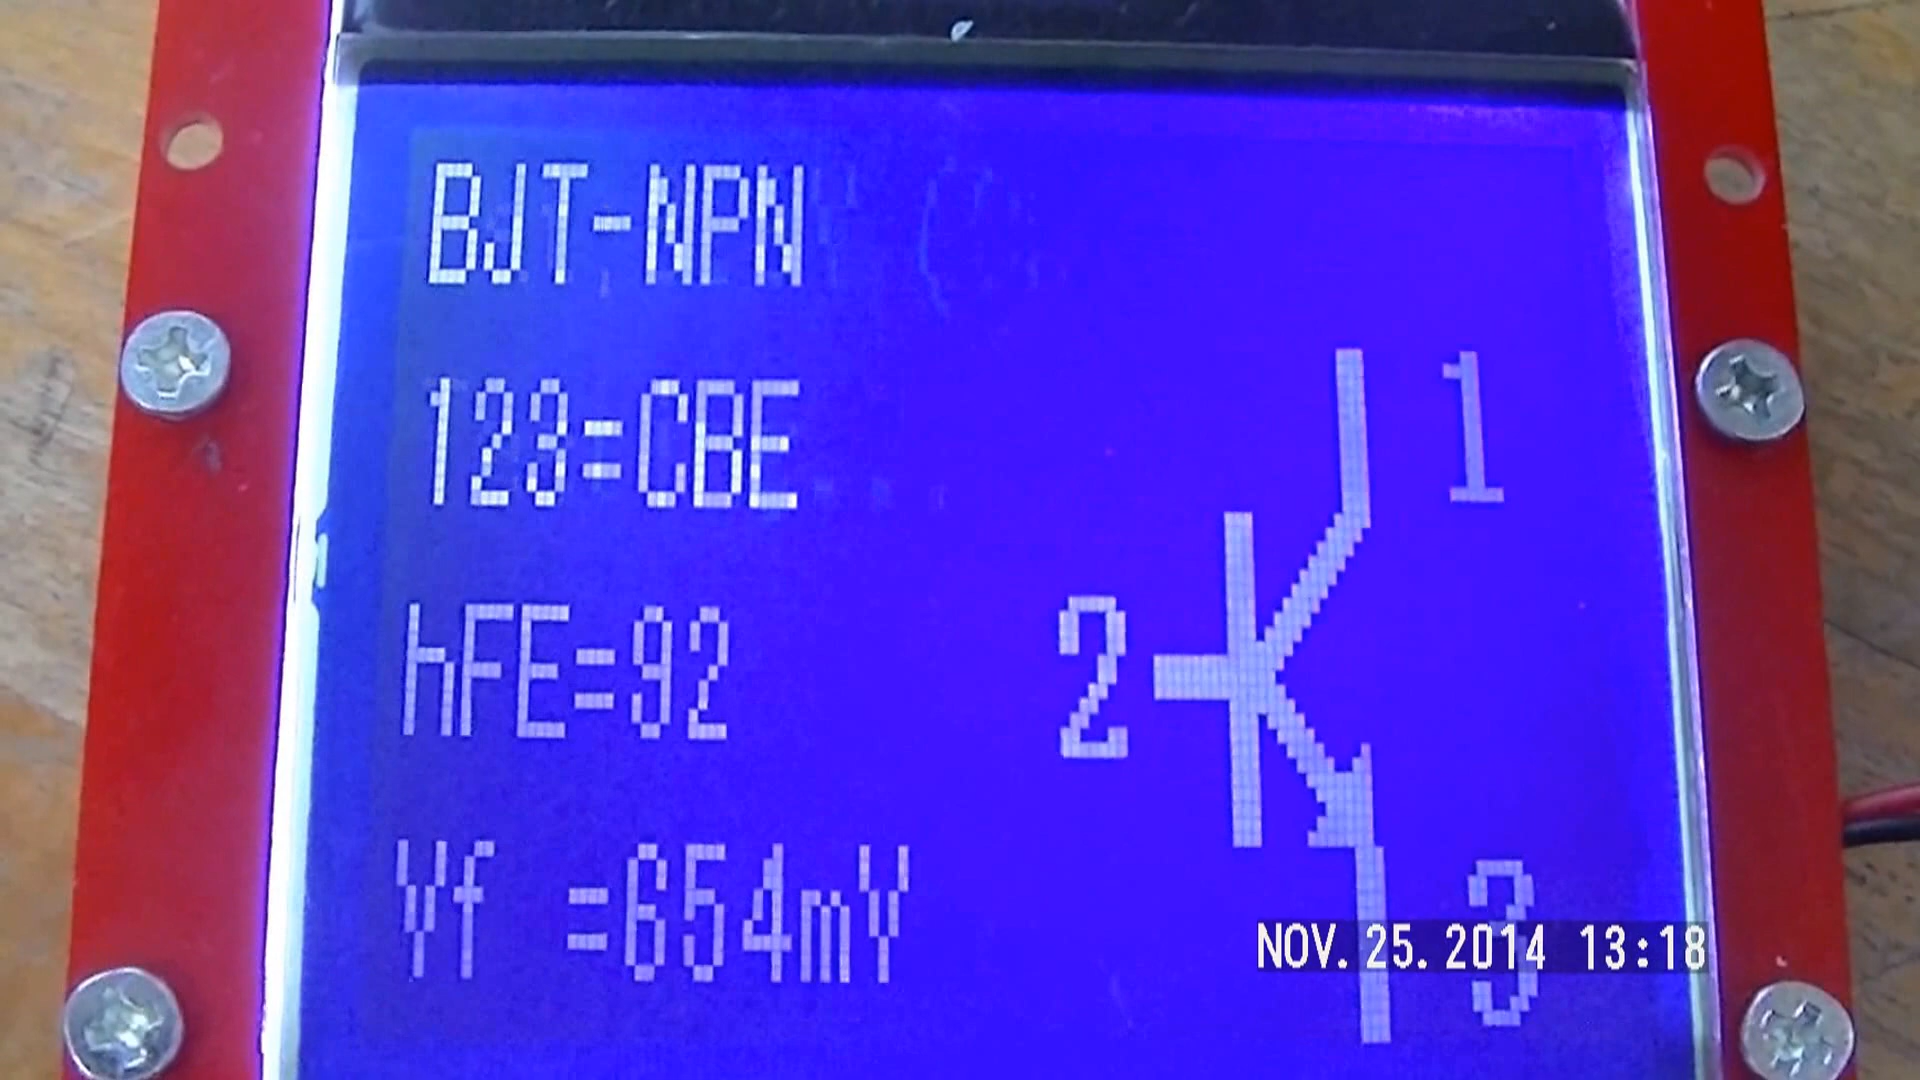 BJT-NPN
123=CBE
1
hFE=92
2
Vf =654mV
3
NOV. 25. 2014 13:18